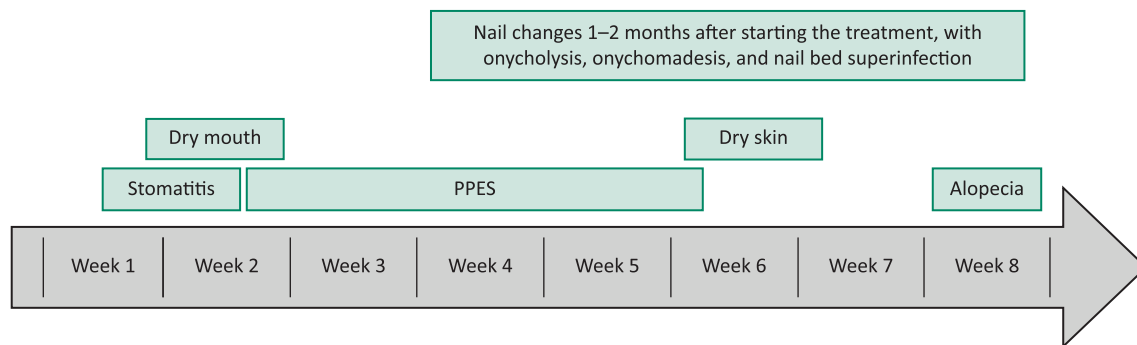 Nail changes 1–2 months after starting the treatment, with
onycholysis, onychomadesis, and nail bed superinfection
Dry mouth
Dry skin
Stomatitis
PPES
Alopecia
Week 1
Week 2
Week 3
Week 4
Week 5
Week 6
Week 7
Week 8